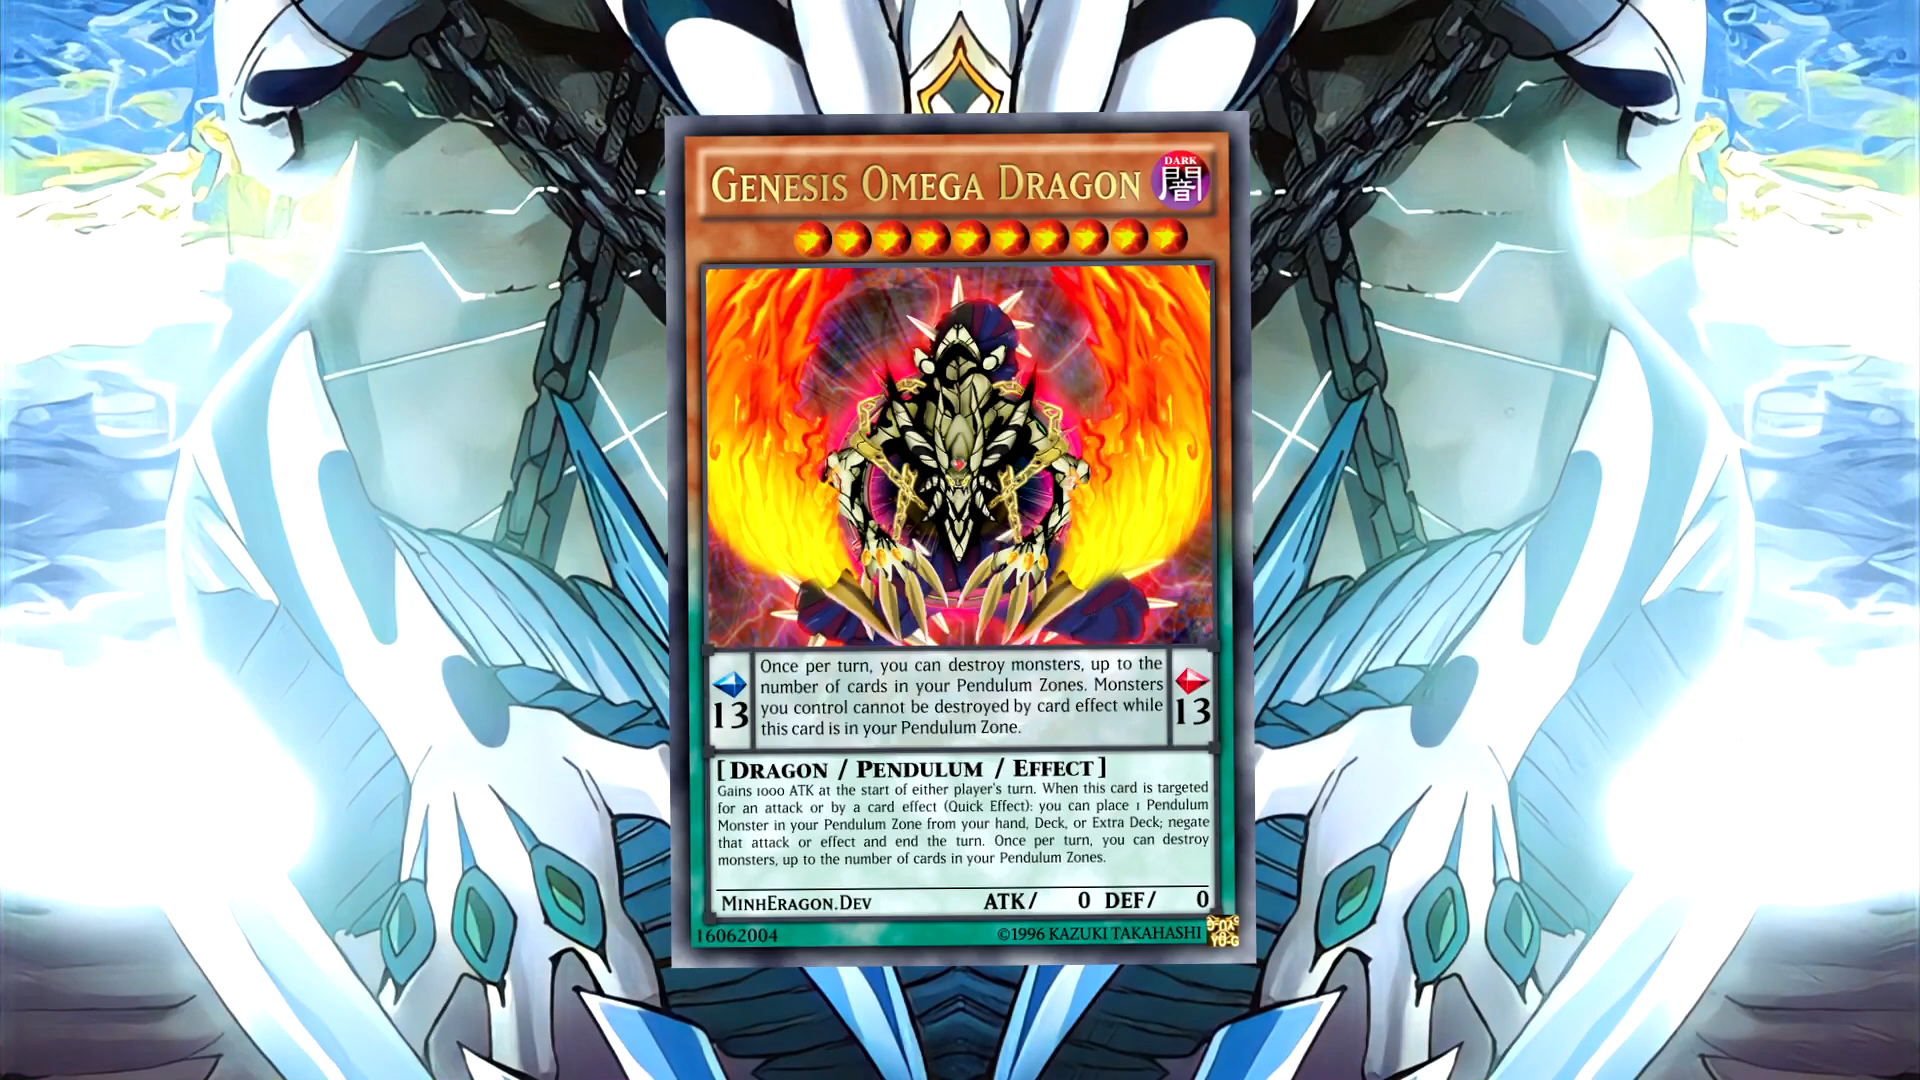 GENESIS OMEGA DRAGON
DARK
闇
Once per turn, you can destroy monsters, up to the
number of cards in your Pendulum Zones. Monsters
you control cannot be destroyed by card effect while
this card is in your Pendulum Zone.
13
13
[ DRAGON / PENDULUM / EFFECT ]
Gains 1000 ATK at the start of either player's turn. When this card is targeted
for an attack or by a card effect (Quick Effect): you can place 1 Pendulum
Monster in your Pendulum Zone from your hand, Deck, or Extra Deck; negate
that attack or effect and end the turn. Once per turn, you can destroy
monsters, up to the number of cards in your Pendulum Zones.
MINHERAGON.DEV ATK/ 0 DEF/ 0
16062004 ©1996 KAZUKI TAKAHASHI